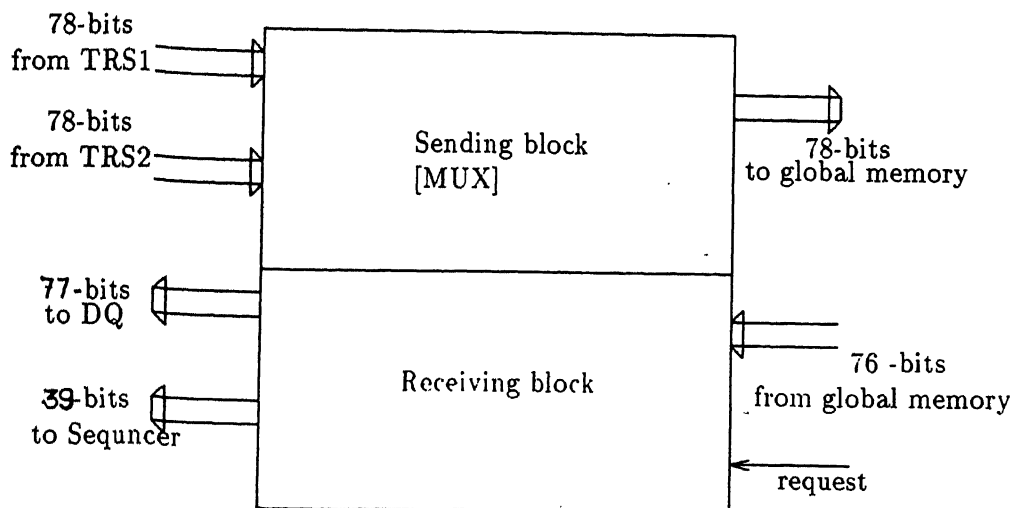 78-bits
from TRS1
78-bits
from TRS2
Sending block
[MUX]
78-bits
to global memory
77-bits
to DQ
39-bits
to Sequncer
Receiving block
76 -bits
from global memory
request